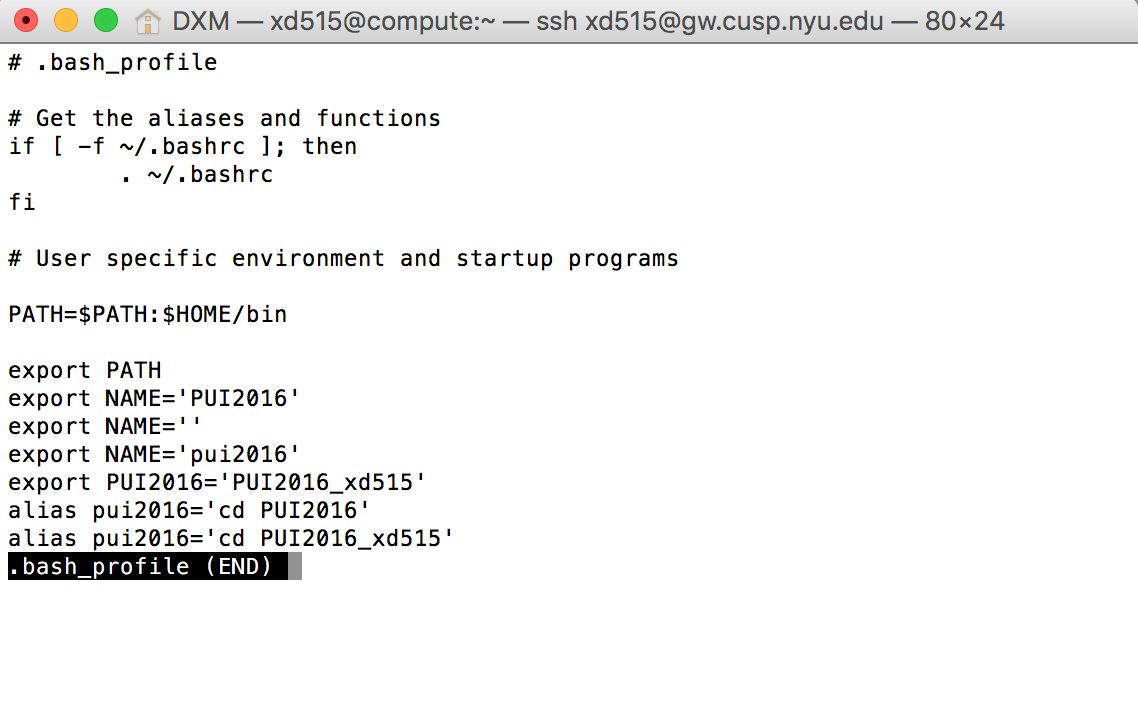 DXM — xd515@compute:~ — ssh xd515@gw.cusp.nyu.edu — 80×24
# .bash_profile
# Get the aliases and functions
if [ -f ~/.bashrc ]; then
        . ~/.bashrc
fi
# User specific environment and startup programs
PATH=$PATH:$HOME/bin
export PATH
export NAME='PUI2016'
export NAME=''
export NAME='pui2016'
export PUI2016='PUI2016_xd515'
alias pui2016='cd PUI2016'
alias pui2016='cd PUI2016_xd515'
.bash_profile (END)